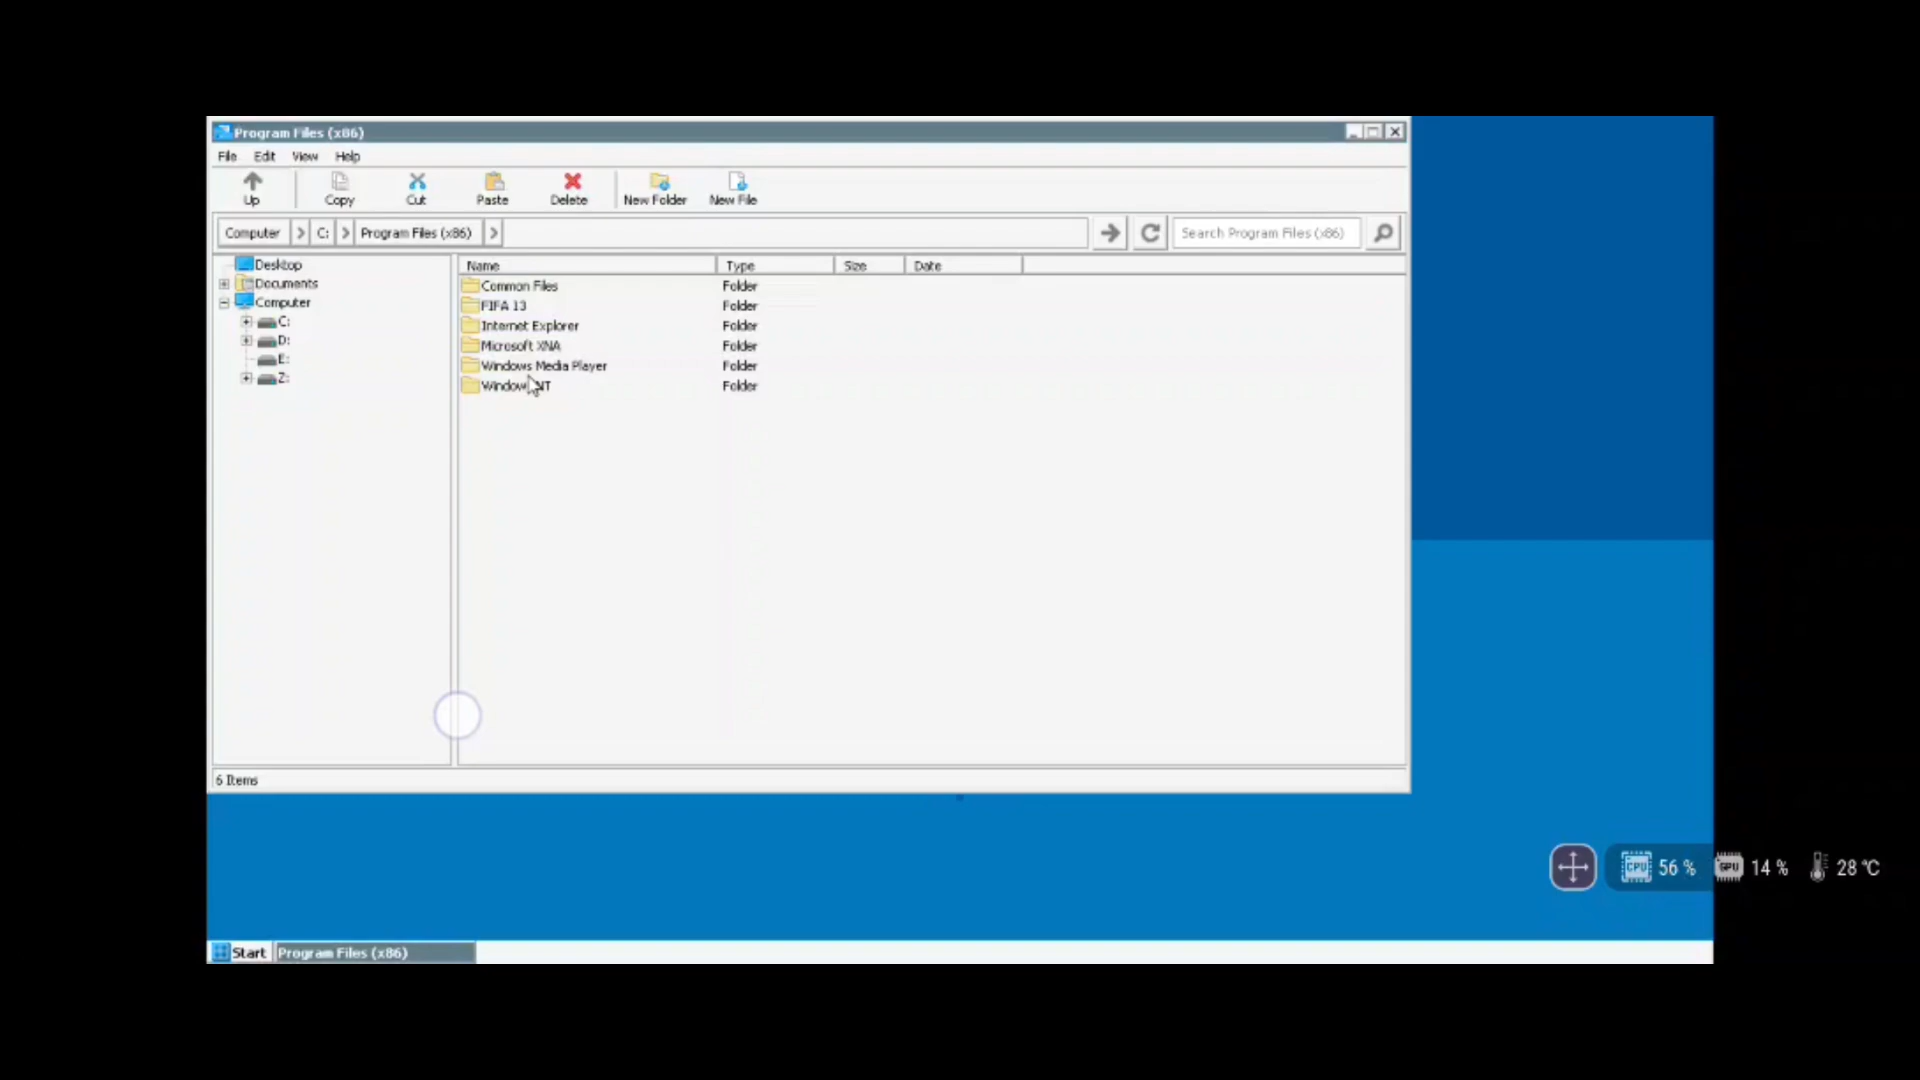 Program Files (x86)
File Edit View Help
Up Copy Cut Paste Delete New Folder New File
Computer C: Program Files (x86) Search Program Files (x86)
Desktop
Documents
Computer
C:
D:
E:
Z:
Name Type Size Date
Common Files Folder
FIFA 13 Folder
Internet Explorer Folder
Microsoft XNA Folder
Windows Media Player Folder
Folder
6 Items
CPU 56 % GPU 14 % 28 °C
Start Program Files (x86)